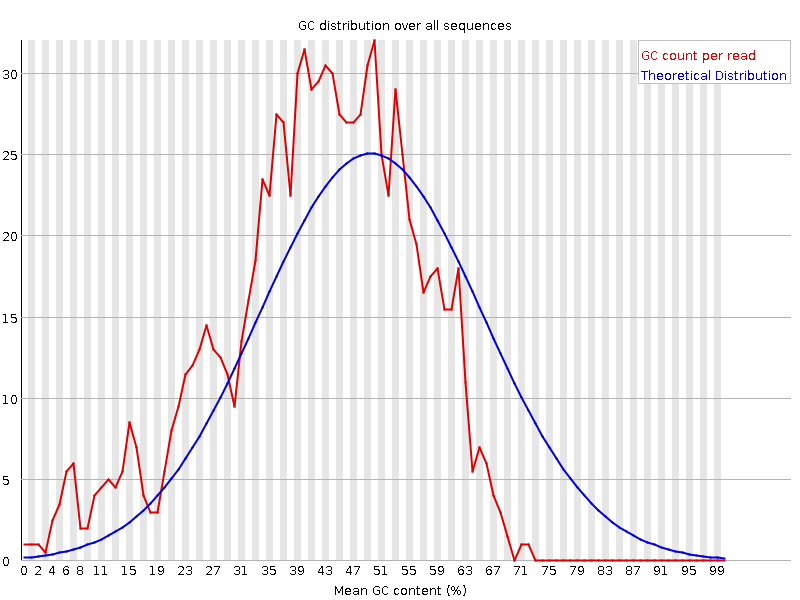 GC distribution over all sequences
GC count per read
Theoretical Distribution
30
25
20
15
10
5
0
0 2 4 6 8 11 15 19 23 27 31 35 39 43 47 51 55 59 63 67 71 75 79 83 87 91 95 99
Mean GC content (%)